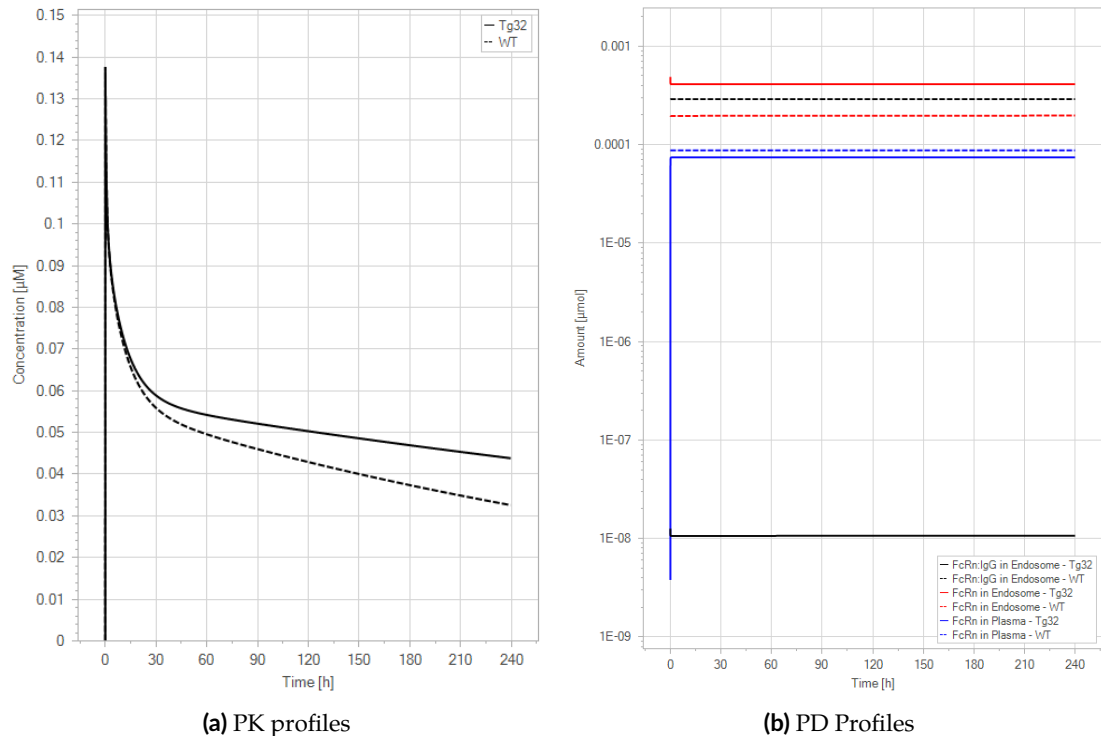 0.15
0.14
0.13
0.12
0.11
0.1
0.09
0.08
0.07
0.06
0.05
0.04
0.03
0.02
0.01
0
Concentration [µM]
0 30 60 90 120 150 180 210 240
Time [h]
Tg32
WT
(a) PK profiles
0.001
0.0001
1E-05
1E-06
1E-07
1E-08
1E-09
Amount [µmol]
0 30 60 90 120 150 180 210 240
Time [h]
FcRn:IgG in Endosome - Tg32
FcRn:IgG in Endosome - WT
FcRn in Endosome - Tg32
FcRn in Endosome - WT
FcRn in Plasma - Tg32
FcRn in Plasma - WT
(b) PD Profiles